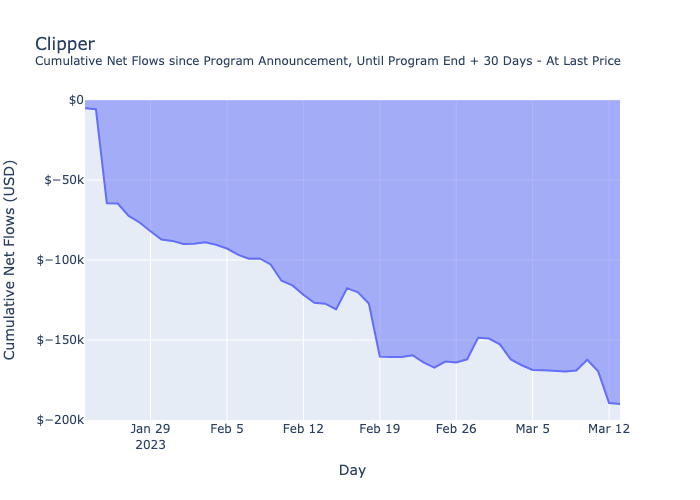 Clipper
Cumulative Net Flows since Program Announcement, Until Program End + 30 Days - At Last Price
$0
$−50k
$−100k
$−150k
$−200k
Cumulative Net Flows (USD)
Jan 29
2023
Feb 5
Feb 12
Feb 19
Feb 26
Mar 5
Mar 12
Day